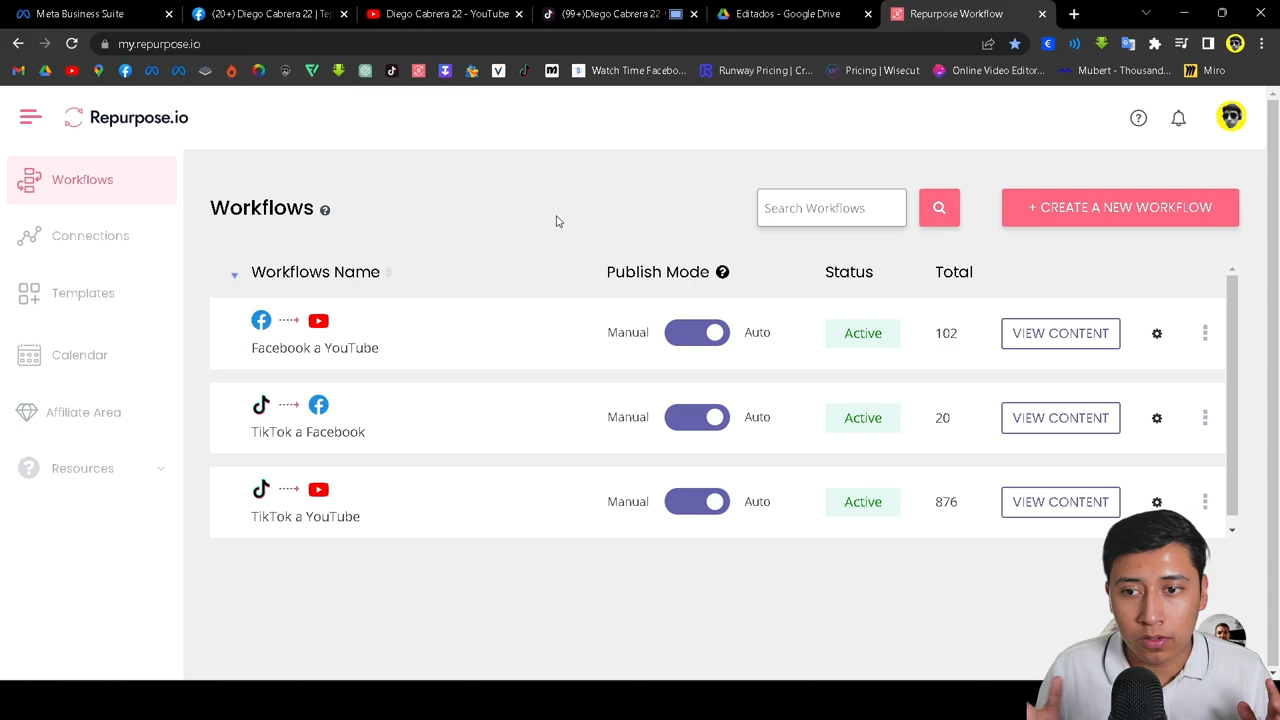 Meta Business Suite
(20+) Diego Cabrera 22 | Tep
Diego Cabrera 22 - YouTube
(99+)Diego Cabrera 22
Editados - Google Drive
Repurpose Workflow
my.repurpose.io
Watch Time Facebo...
Runway Pricing | Cr...
Pricing | Wisecut
Online Video Editor...
Mubert - Thousand...
Miro
Repurpose.io
Workflows
Connections
Templates
Calendar
Affiliate Area
Resources
Workflows
Search Workflows
+ CREATE A NEW WORKFLOW
Workflows Name
Publish Mode
Status
Total
Facebook a YouTube
Manual
Auto
Active
102
VIEW CONTENT
TikTok a Facebook
Manual
Auto
Active
20
VIEW CONTENT
TikTok a YouTube
Manual
Auto
Active
876
VIEW CONTENT